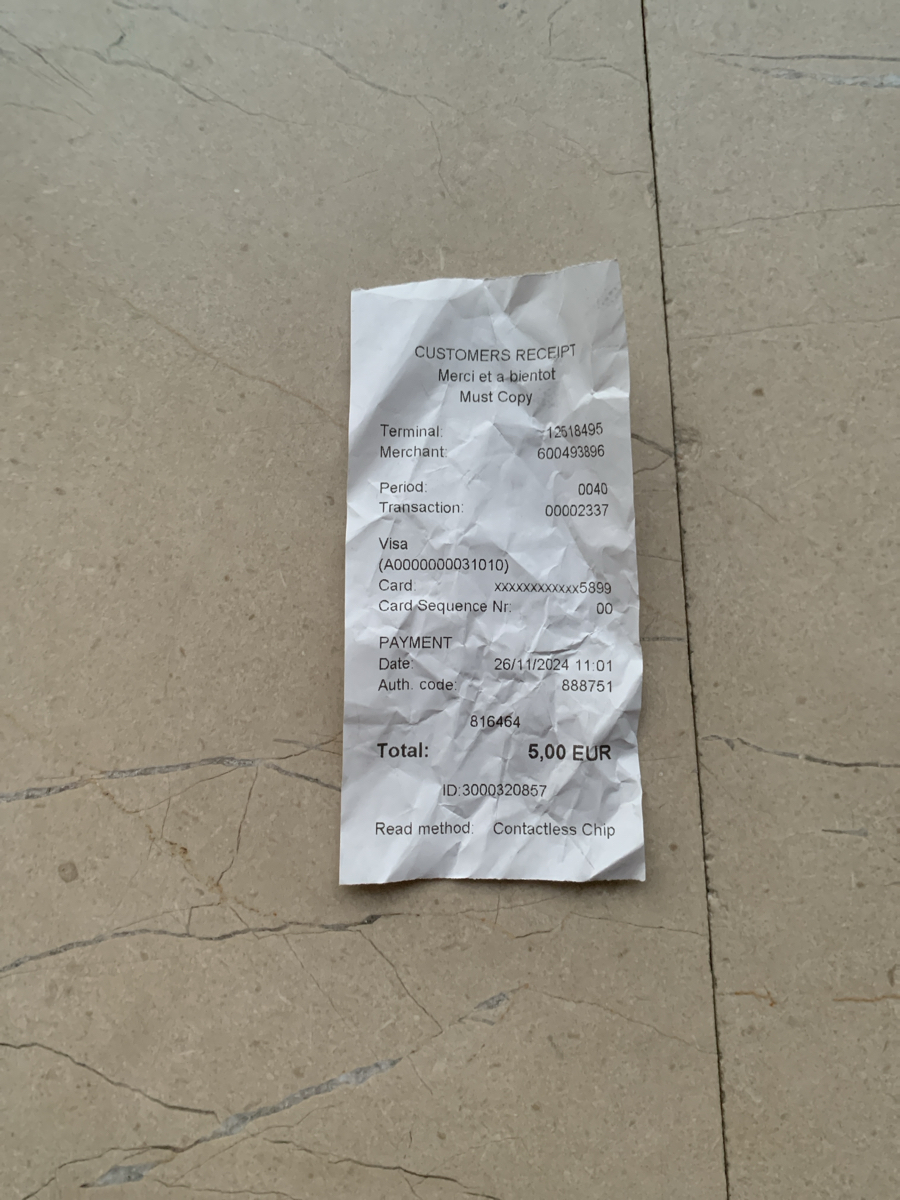 CUSTOMERS RECEIPT
Merci et a bientot
Must Copy
Terminal: 12518495
Merchant: 600493896
Period: 0040
Transaction: 00002337
Visa
(A0000000031010)
Card: xxxxxxxxxxxx5899
Card Sequence Nr: 00
PAYMENT
Date: 26/11/2024 11:01
Auth. code: 888751
816464
Total: 5,00 EUR
ID:3000320857
Read method: Contactless Chip